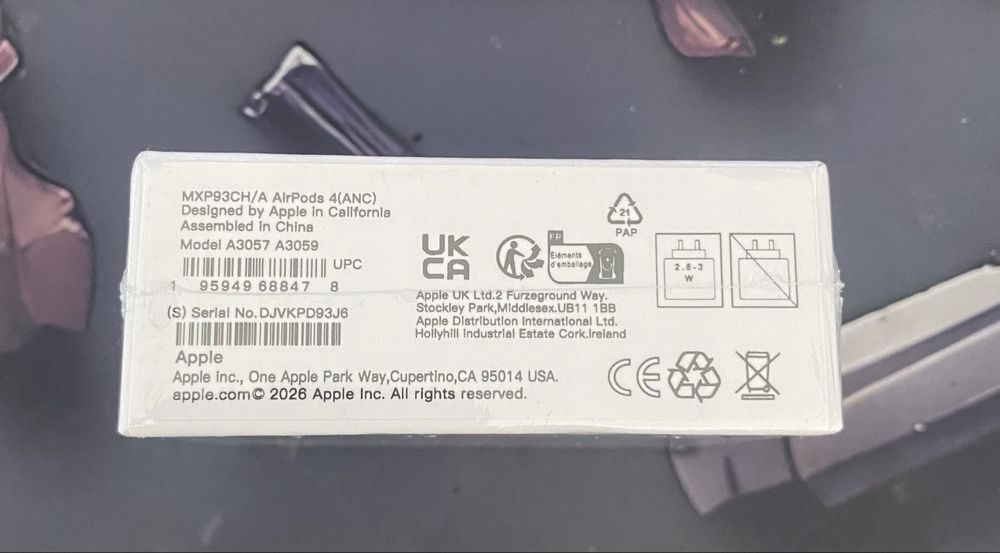 MXP93CH/A AirPods 4(ANC)
Designed by Apple in California
Assembled in China
Model A3057 A3059
UPC
1 95949 68847 8
(S) Serial No.DJVKPD93J6
Apple
Apple Inc., One Apple Park Way,Cupertino,CA 95014 USA.
apple.com© 2026 Apple Inc. All rights reserved.
UK
CA
FR
Éléments
d'emballage
21
PAP
2.5-3
W
Apple UK Ltd.2 Furzeground Way.
Stockley Park,Middlesex.UB11 1BB
Apple Distribution International Ltd.
Hollyhill Industrial Estate Cork.Ireland
CE